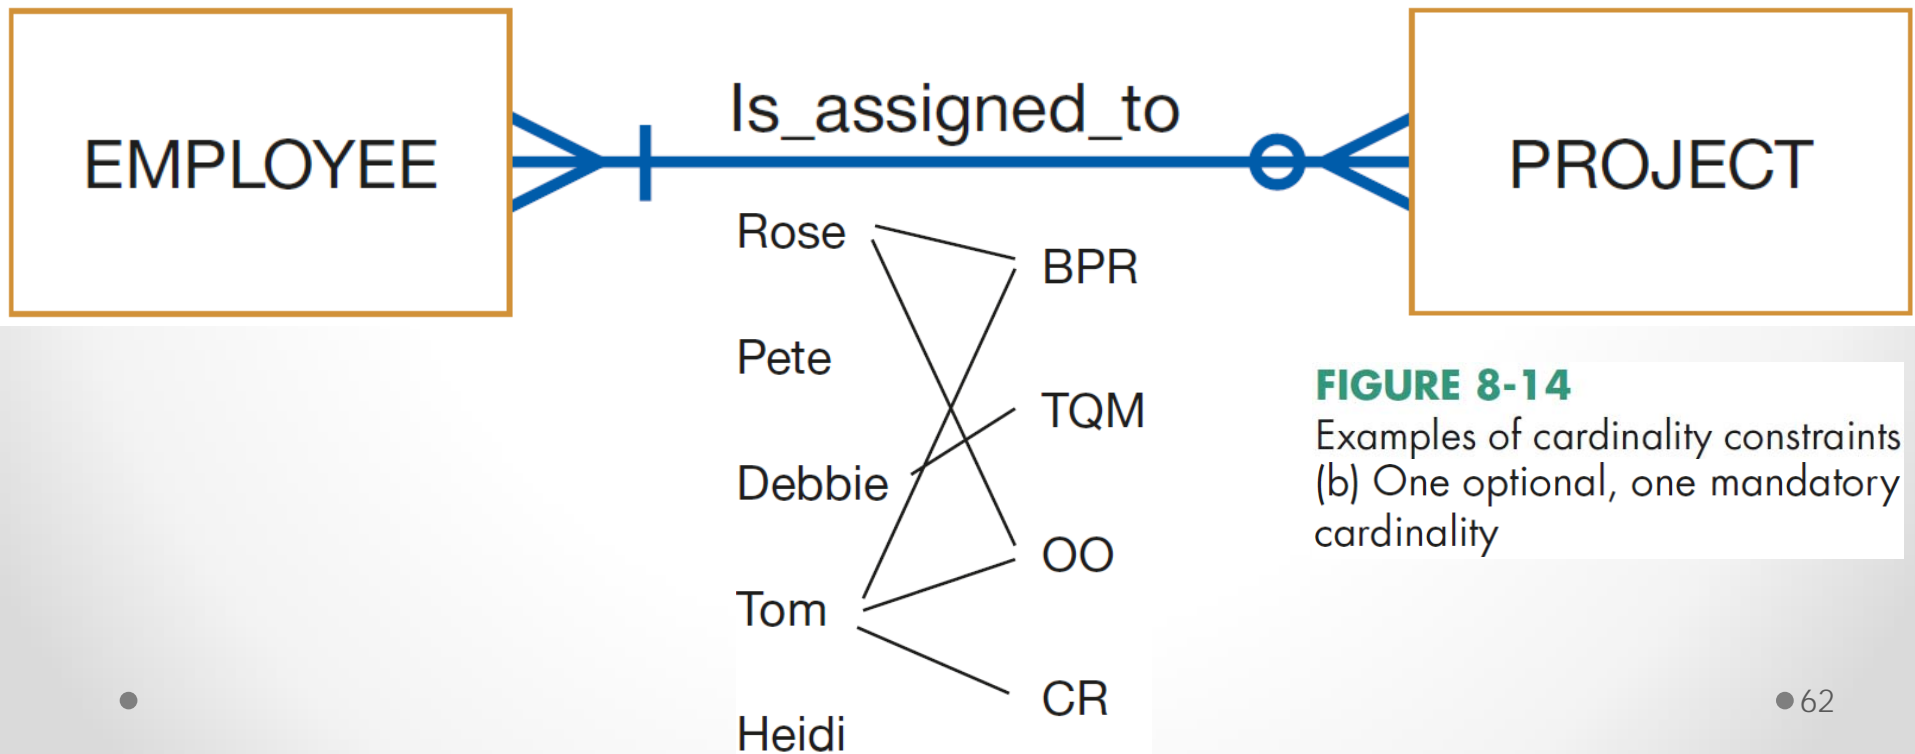 EMPLOYEE
Is_assigned_to
PROJECT
Rose
BPR
Pete
TQM
Debbie
OO
Tom
CR
Heidi
FIGURE 8-14
Examples of cardinality constraints
(b) One optional, one mandatory
cardinality
62